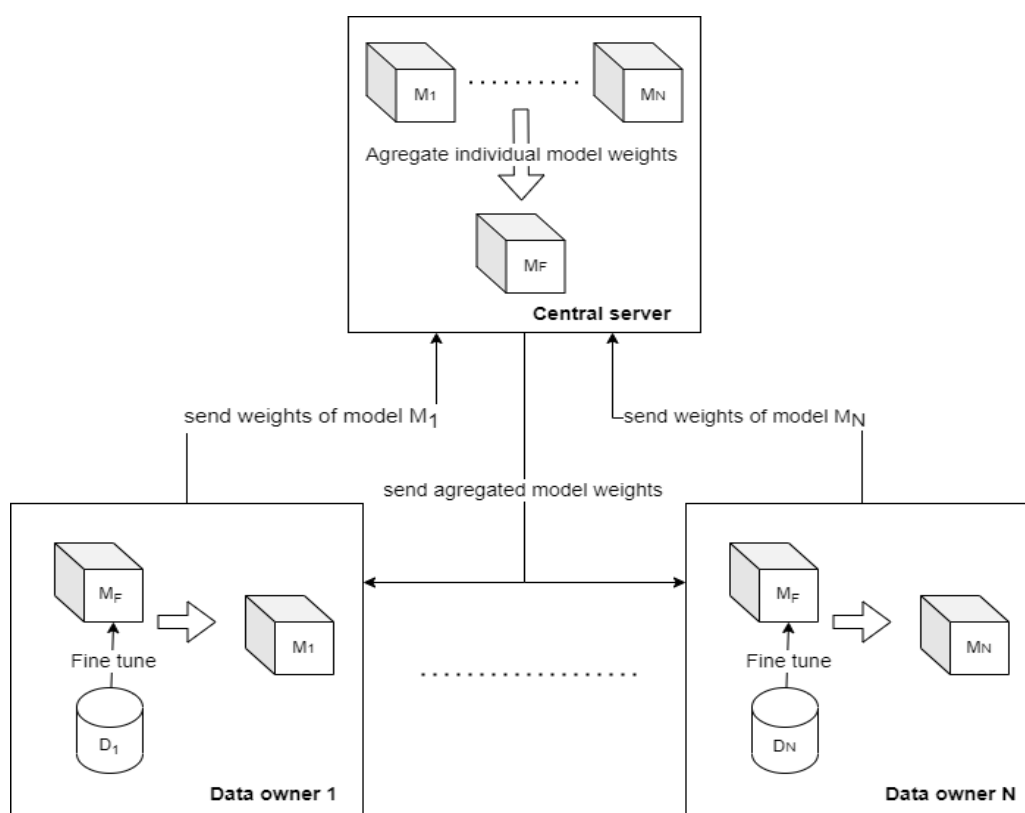 M1
MN
Agregate individual model weights
MF
Central server
send weights of model M1
send weights of model MN
send agregated model weights
MF
M1
Fine tune
D1
Data owner 1
MF
MN
Fine tune
DN
Data owner N